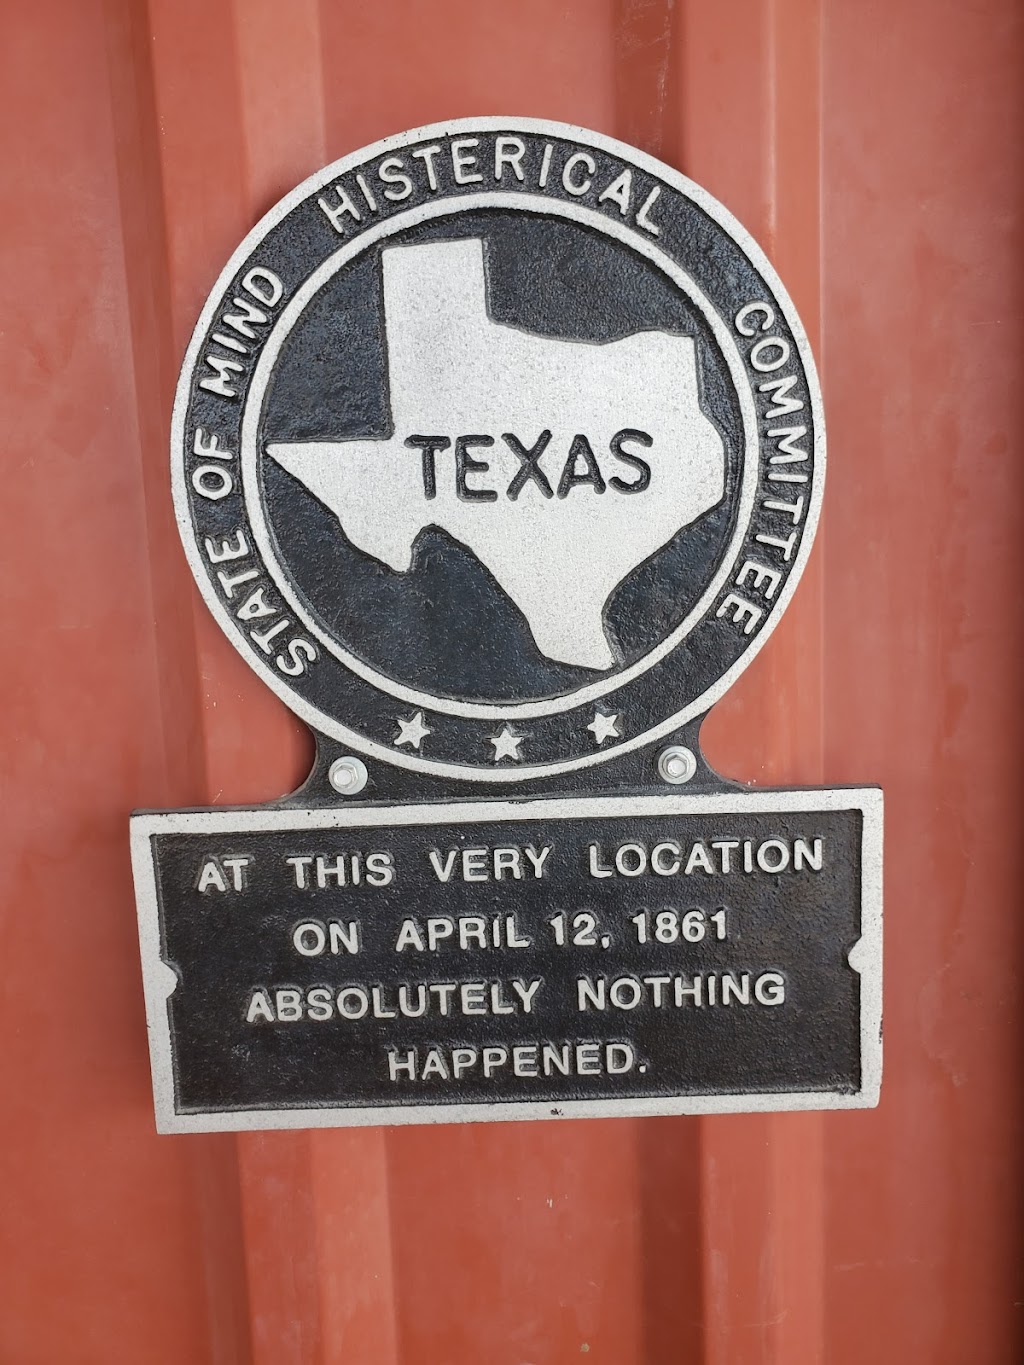 STATE OF MIND HISTERICAL COMMITTEE
TEXAS
AT THIS VERY LOCATION
ON APRIL 12, 1861
ABSOLUTELY NOTHING
HAPPENED.